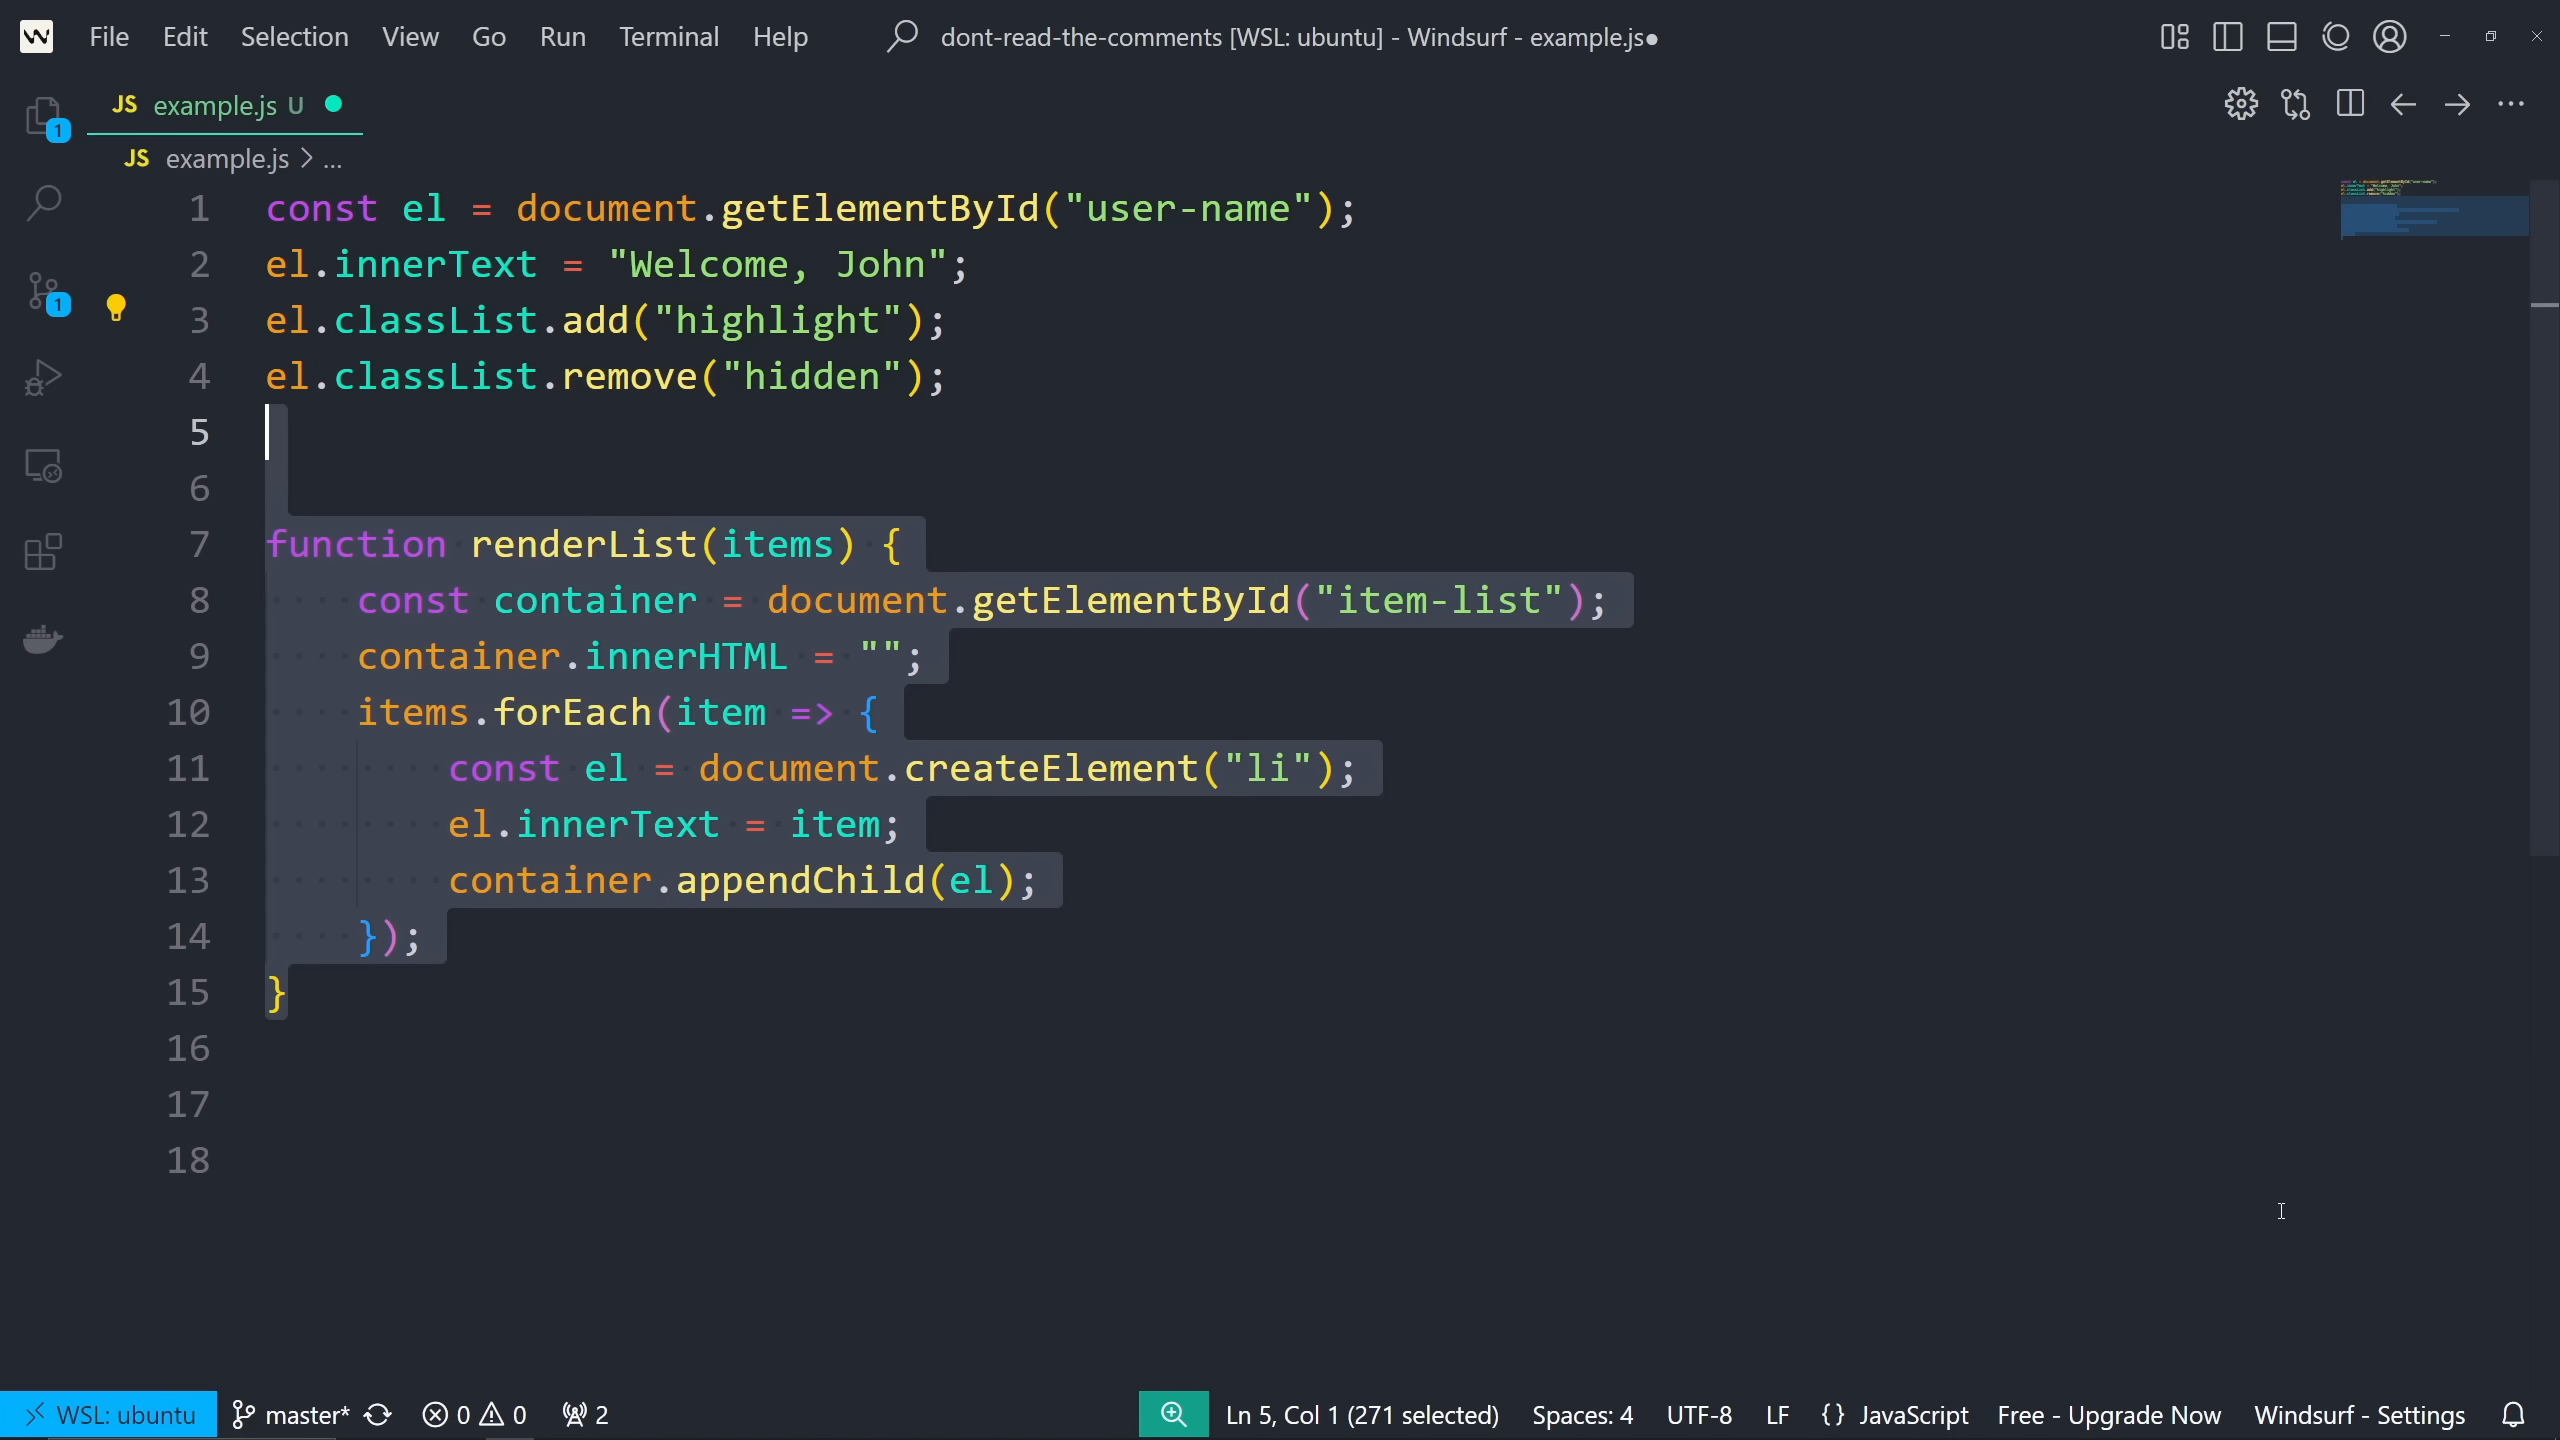 File Edit Selection View Go Run Terminal Help dont-read-the-comments [WSL: ubuntu] - Windsurf - example.js●
JS example.js U
JS example.js > ...
1 const el = document.getElementById("user-name");
2 el.innerText = "Welcome, John";
3 el.classList.add("highlight");
4 el.classList.remove("hidden");
5
6
7 function renderList(items) {
8     const container = document.getElementById("item-list");
9     container.innerHTML = "";
10     items.forEach(item => {
11         const el = document.createElement("li");
12         el.innerText = item;
13         container.appendChild(el);
14     });
15 }
16
17
18
1
1
WSL: ubuntu master* 0 0 2 Ln 5, Col 1 (271 selected) Spaces: 4 UTF-8 LF {} JavaScript Free - Upgrade Now Windsurf - Settings